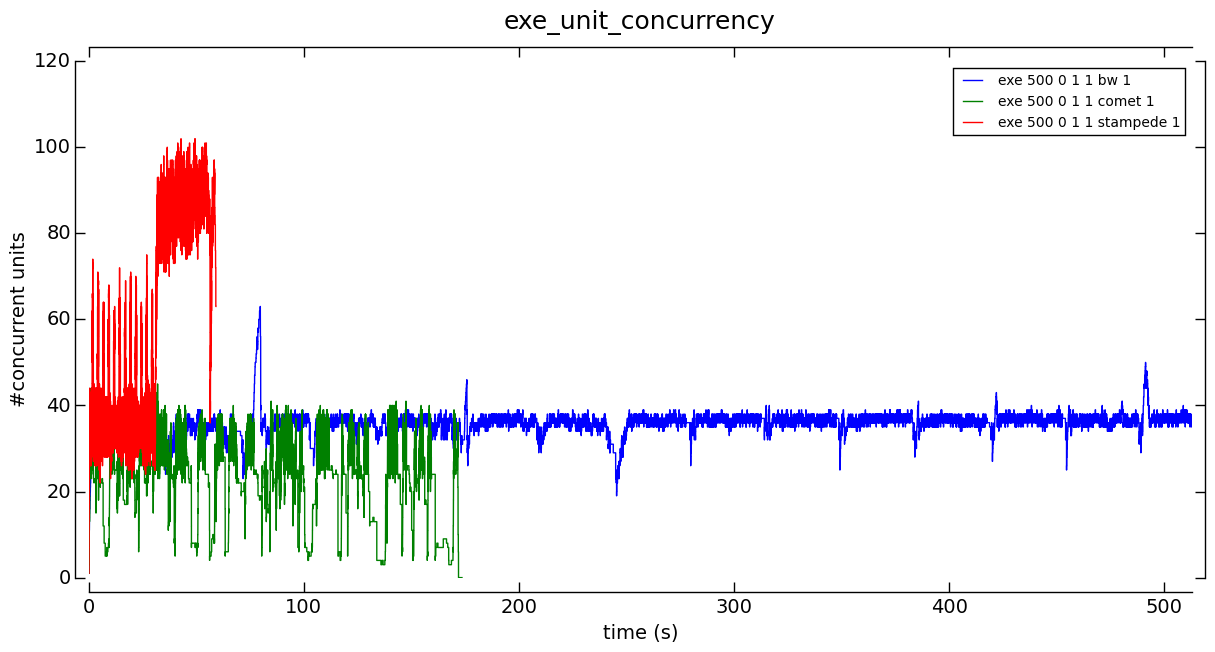 exe_unit_concurrency
120
100
80
60
40
20
0
#concurrent units
exe 500 0 1 1 bw 1
exe 500 0 1 1 comet 1
exe 500 0 1 1 stampede 1
0 100 200 300 400 500
time (s)